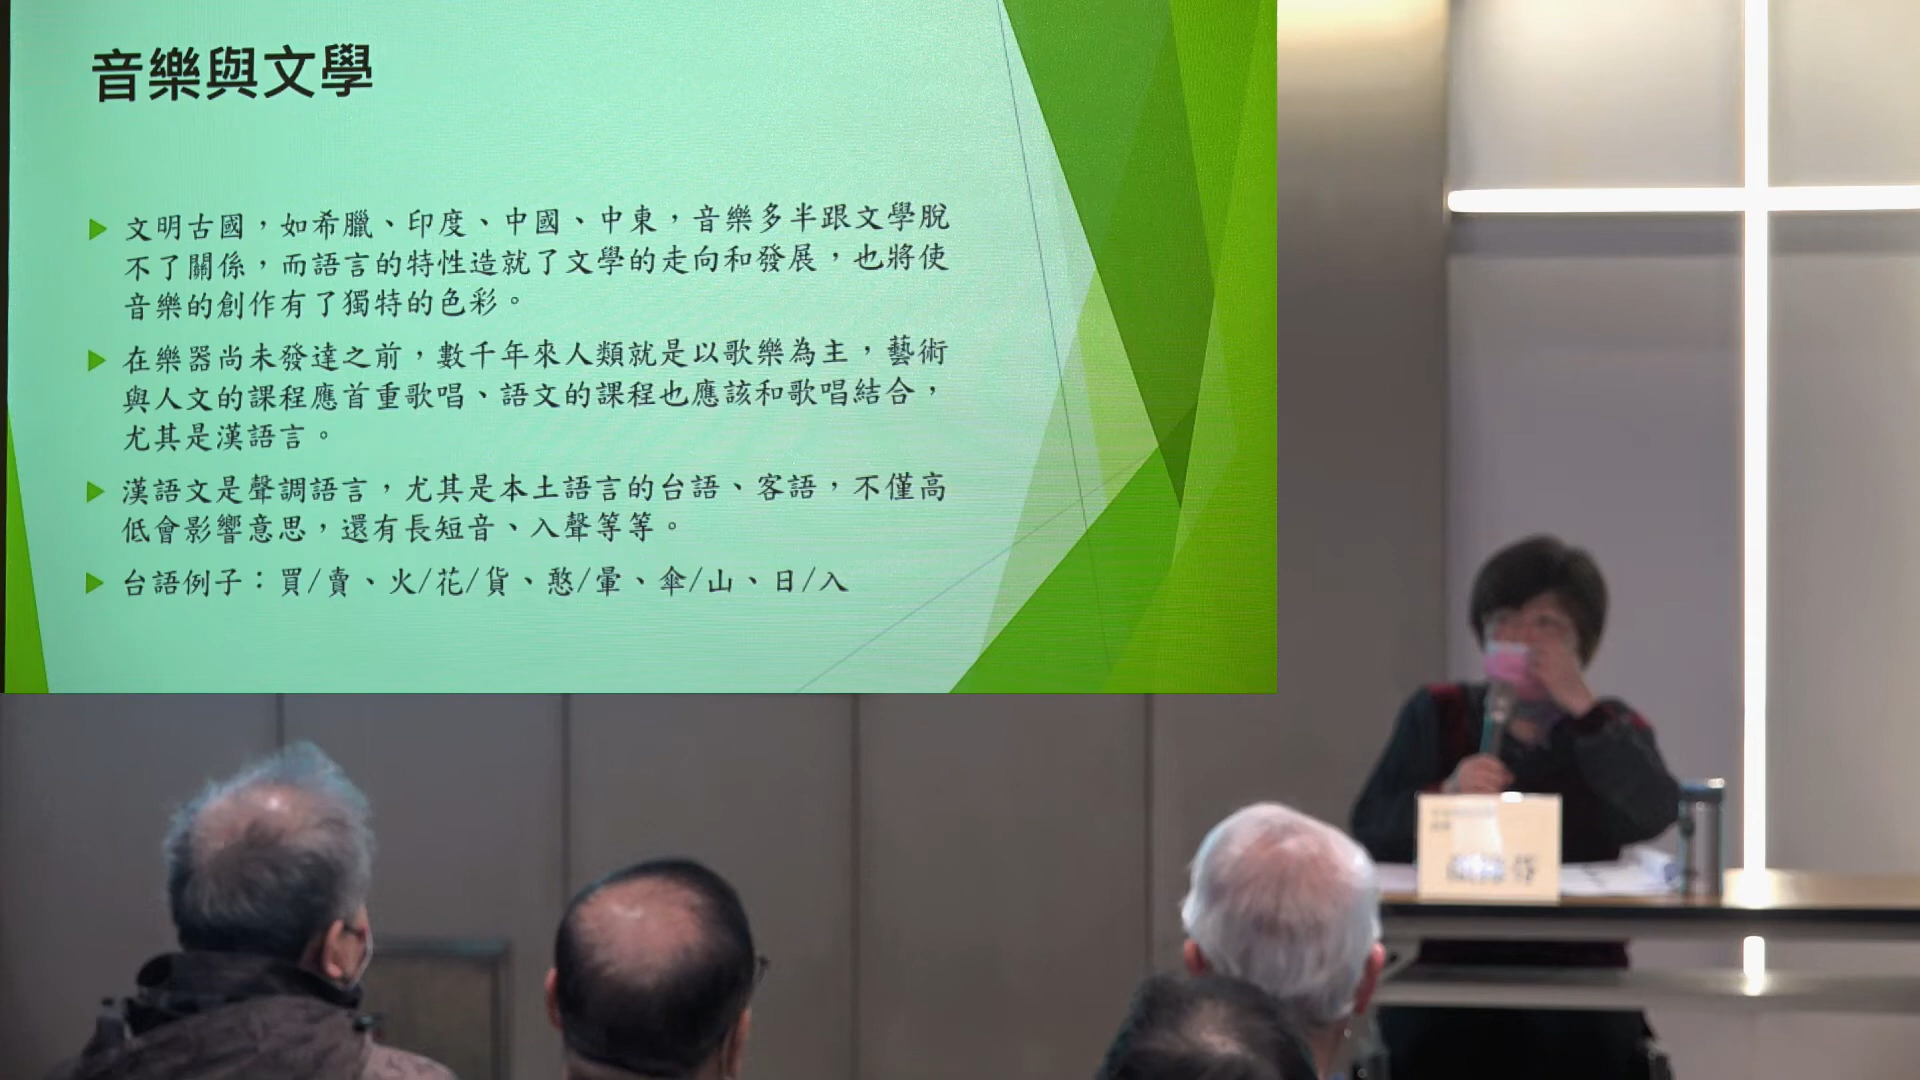 音樂與文學
文明古國，如希臘、印度、中國、中東，音樂多半跟文學脫
不了關係，而語言的特性造就了文學的走向和發展，也將使
音樂的創作有了獨特的色彩。
在樂器尚未發達之前，數千年來人類就是以歌樂為主，藝術
與人文的課程應首重歌唱、語文的課程也應該和歌唱結合，
尤其是漢語言。
漢語文是聲調語言，尤其是本土語言的台語、客語，不僅高
低會影響意思，還有長短音、入聲等等。
台語例子：買/賣、火/花/貨、憨/暈、傘/山、日/入